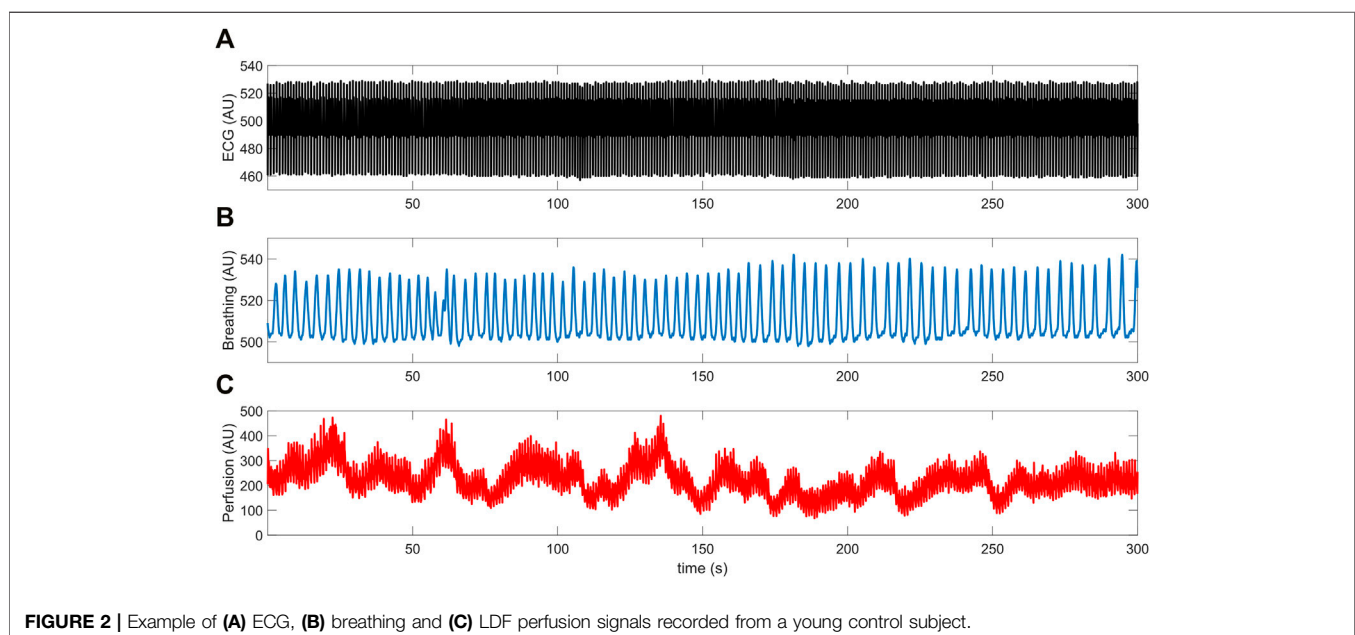 A
540
520
500
480
460
ECG (AU)
50 100 150 200 250 300
B
540
520
500
Breathing (AU)
50 100 150 200 250 300
C
500
400
300
200
100
0
Perfusion (AU)
50 100 150 200 250 300
time (s)
FIGURE 2 | Example of (A) ECG, (B) breathing and (C) LDF perfusion signals recorded from a young control subject.